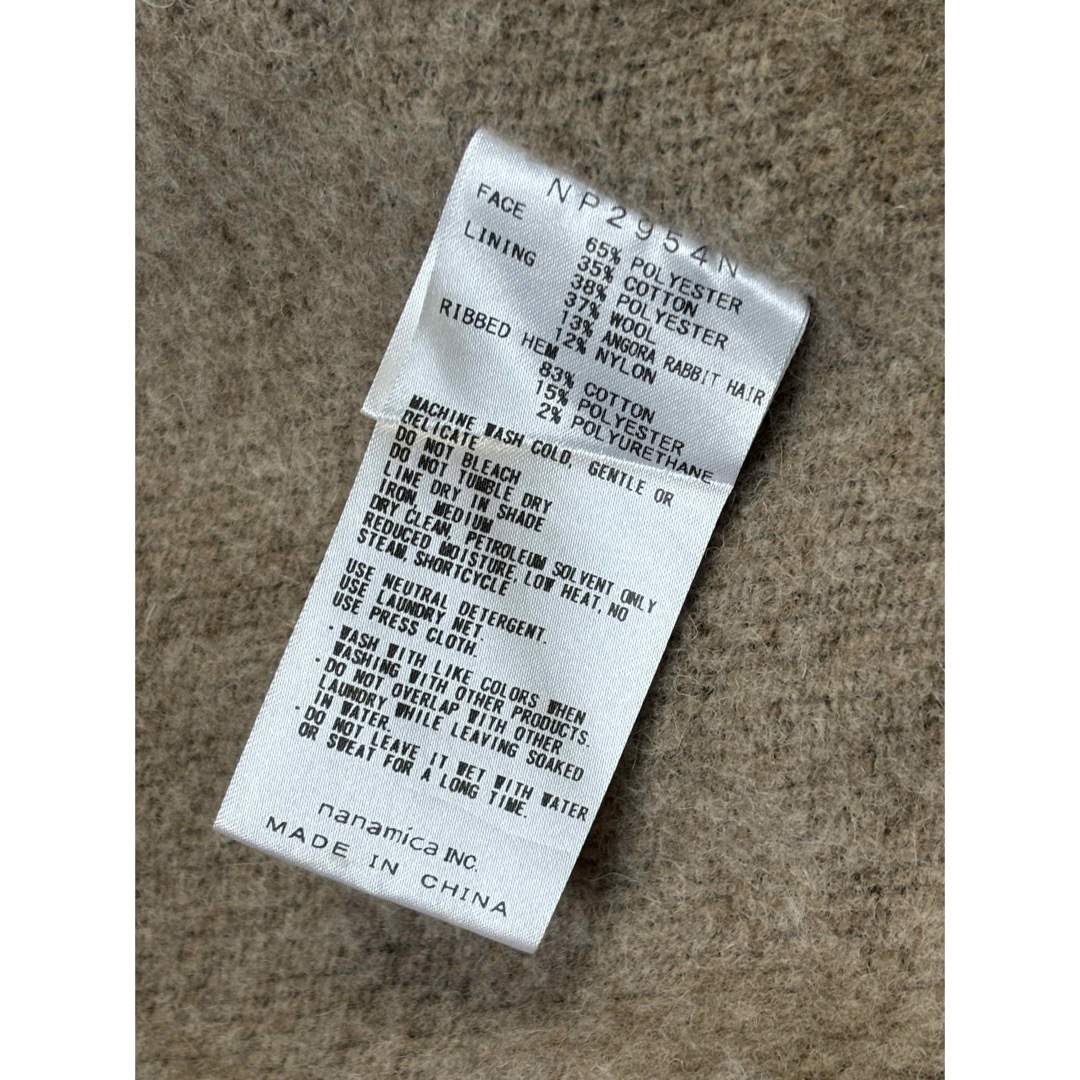 NP2954N
FACE 65% POLYESTER
35% COTTON
LINING 38% POLYESTER
37% WOOL
13% ANGORA RABBIT HAIR
12% NYLON
RIBBED HEM 83% COTTON
15% POLYESTER
2% POLYURETHANE
MACHINE WASH COLD, GENTLE OR
DELICATE
DO NOT BLEACH
DO NOT TUMBLE DRY
LINE DRY IN SHADE
IRON, MEDIUM
DRY CLEAN, PETROLEUM SOLVENT ONLY
REDUCED MOISTURE, LOW HEAT, NO
STEAM, SHORTCYCLE
USE NEUTRAL DETERGENT.
USE LAUNDRY NET.
USE PRESS CLOTH.
・WASH WITH LIKE COLORS WHEN
WASHING WITH OTHER PRODUCTS.
・DO NOT OVERLAP WITH OTHER
LAUNDRY WHILE LEAVING SOAKED
IN WATER.
・DO NOT LEAVE IT WET WITH WATER
OR SWEAT FOR A LONG TIME.
nanamica INC.
MADE IN CHINA